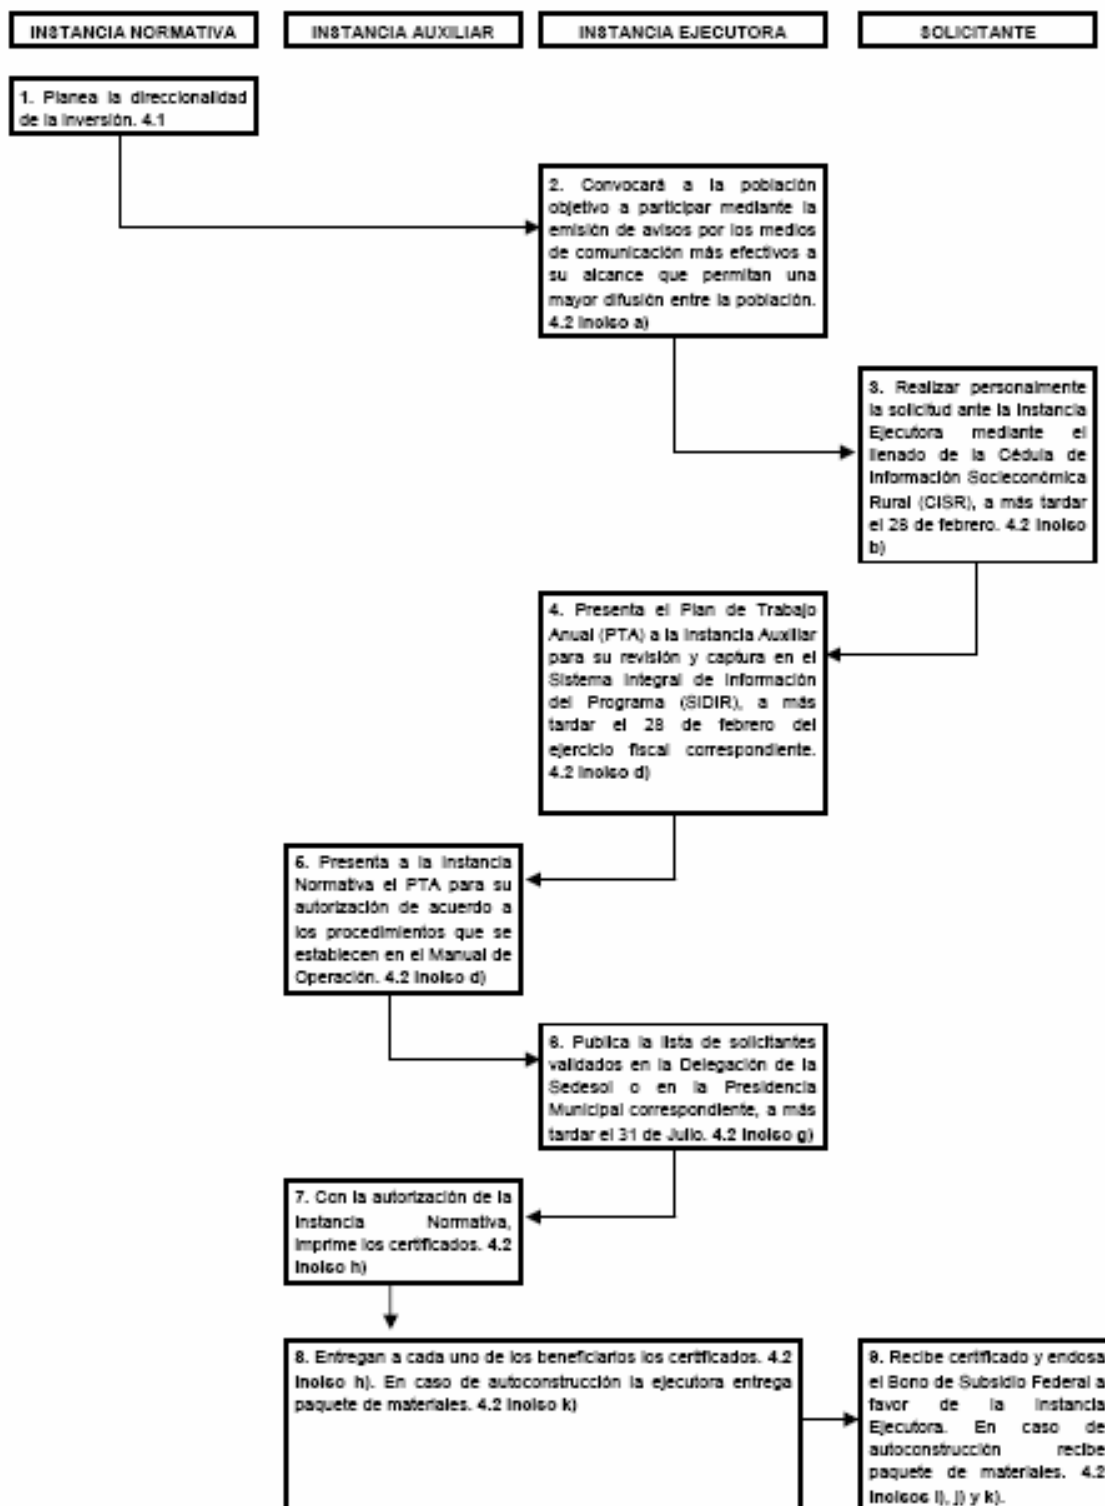 INSTANCIA NORMATIVA
INSTANCIA AUXILIAR
INSTANCIA EJECUTORA
SOLICITANTE
1. Planea la direccionalidad
de la inversión. 4.1
2. Convocará a la población
objetivo a participar mediante la
emisión de avisos por los medios
de comunicación más efectivos a
su alcance que permitan una
mayor difusión entre la población.
4.2 Inciso a)
3. Realizar personalmente
la solicitud ante la Instancia
Ejecutora mediante el
llenado de la Cédula de
Información Socieconómica
Rural (CISR), a más tardar
el 28 de febrero. 4.2 Inciso
b)
4. Presenta el Plan de Trabajo
Anual (PTA) a la Instancia Auxiliar
para su revisión y captura en el
Sistema Integral de Información
del Programa (SIDIR), a más
tardar el 28 de febrero del
ejercicio fiscal correspondiente.
4.2 Inciso d)
5. Presenta a la Instancia
Normativa el PTA para su
autorización de acuerdo a
los procedimientos que se
establecen en el Manual de
Operación. 4.2 Inciso d)
6. Publica la lista de solicitantes
validados en la Delegación de la
Sedesol o en la Presidencia
Municipal correspondiente, a más
tardar el 31 de Julio. 4.2 Inciso g)
7. Con la autorización de la
Instancia Normativa,
imprime los certificados. 4.2
Inciso h)
8. Entregan a cada uno de los beneficiarios los certificados. 4.2
Inciso h). En caso de autoconstrucción la ejecutora entrega
paquete de materiales. 4.2 Inciso k)
9. Recibe certificado y endosa
el Bono de Subsidio Federal a
favor de la Instancia
Ejecutora. En caso de
autoconstrucción recibe
paquete de materiales. 4.2
Incisos i), j) y k).